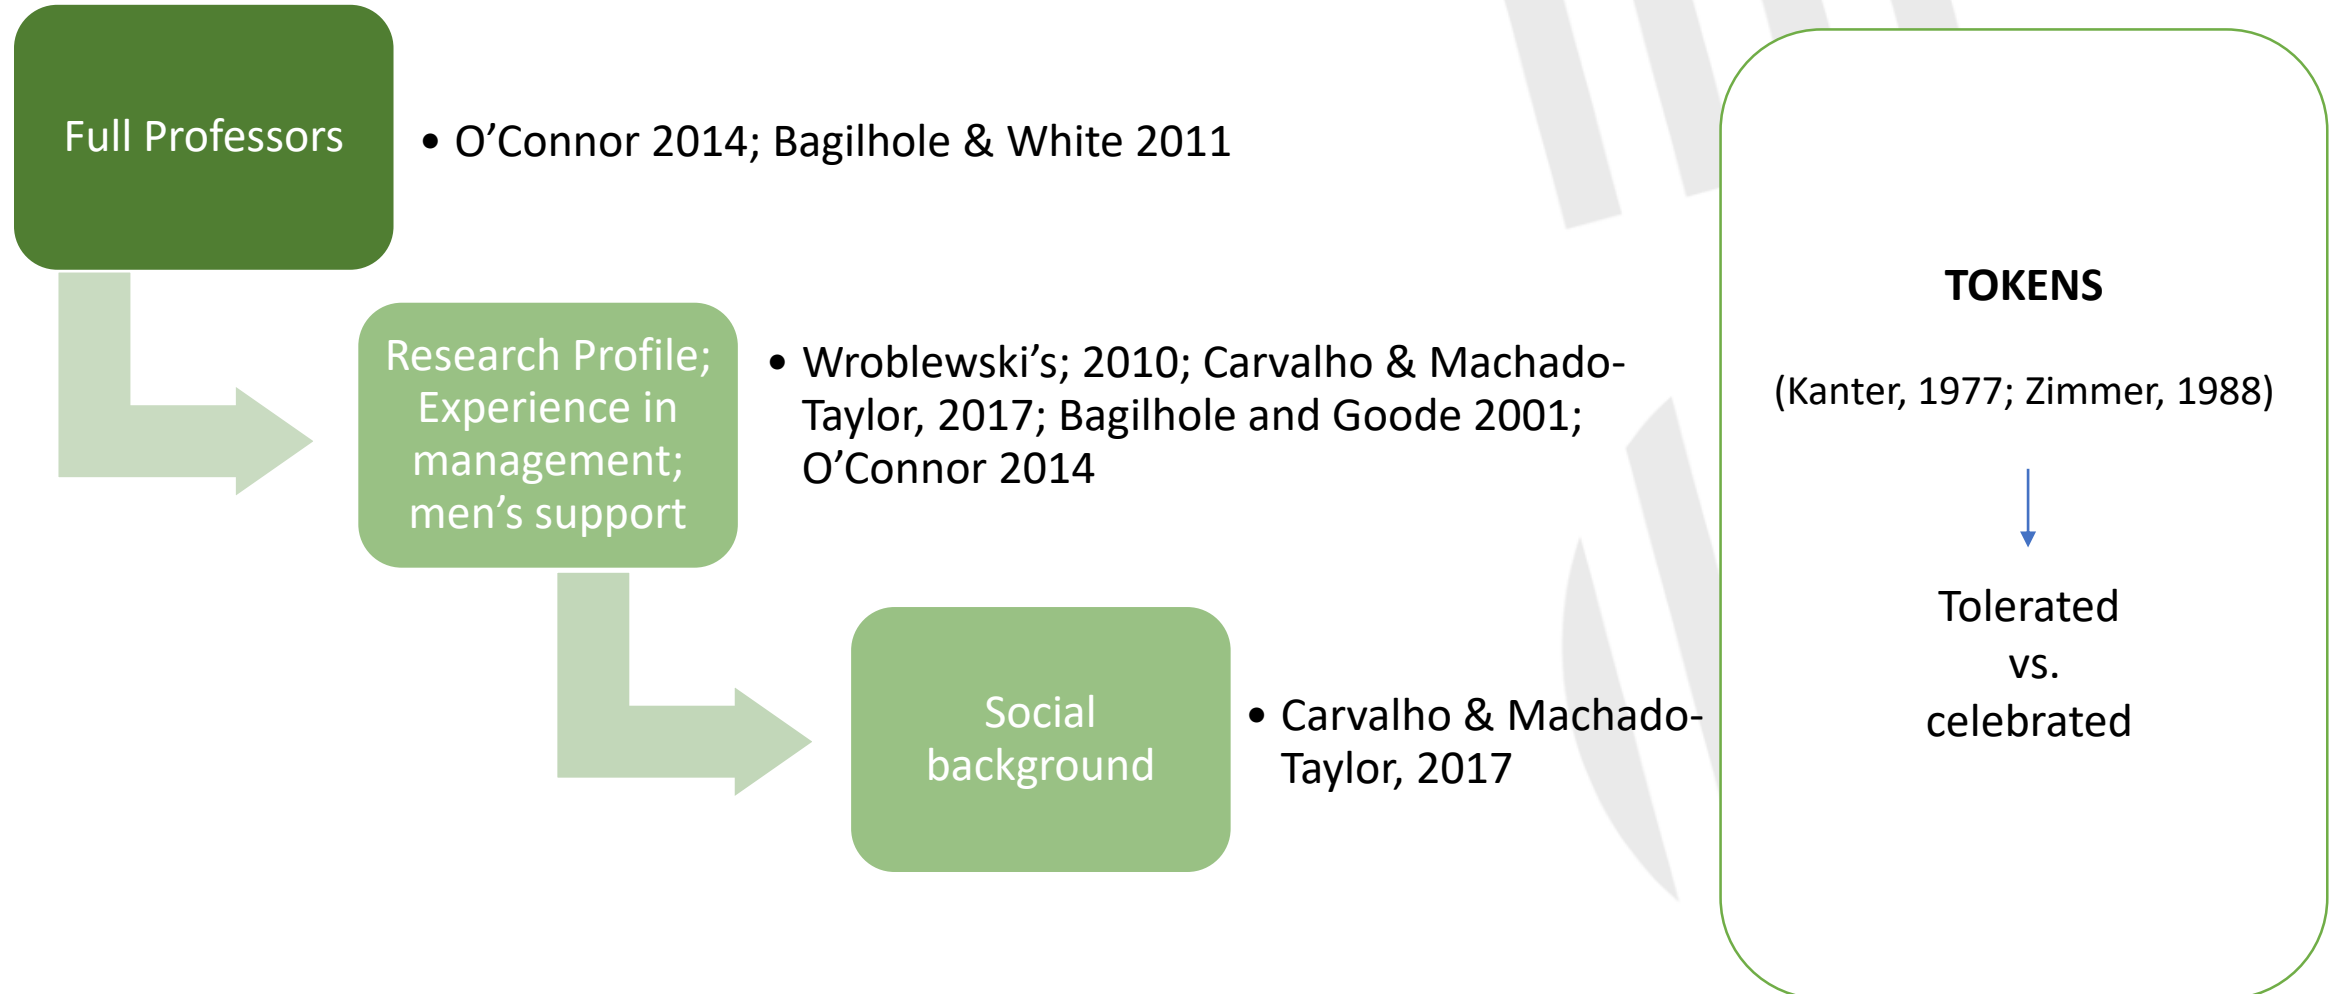 Full Professors
• O’Connor 2014; Bagilhole & White 2011
Research Profile;
Experience in
management;
men’s support
• Wroblewski’s; 2010; Carvalho & Machado-
Taylor, 2017; Bagilhole and Goode 2001;
O’Connor 2014
Social
background
• Carvalho & Machado-
Taylor, 2017
TOKENS
(Kanter, 1977; Zimmer, 1988)
Tolerated
vs.
celebrated